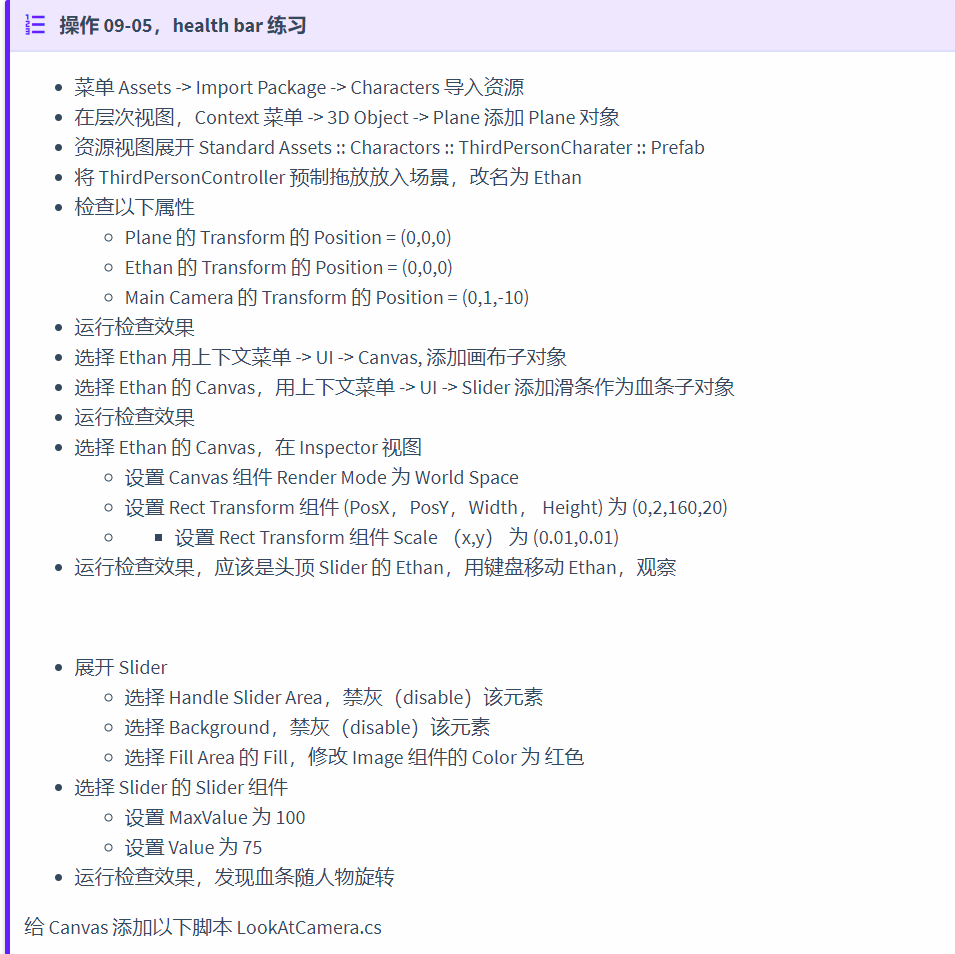 操作 09-05，health bar 练习
菜单 Assets -> Import Package -> Characters 导入资源
在层次视图，Context 菜单 -> 3D Object -> Plane 添加 Plane 对象
资源视图展开 Standard Assets :: Charactors :: ThirdPersonCharater :: Prefab
将 ThirdPersonController 预制拖放放入场景，改名为 Ethan
检查以下属性
Plane 的 Transform 的 Position = (0,0,0)
Ethan 的 Transform 的 Position = (0,0,0)
Main Camera 的 Transform 的 Position = (0,1,-10)
运行检查效果
选择 Ethan 用上下文菜单 -> UI -> Canvas, 添加画布子对象
选择 Ethan 的 Canvas，用上下文菜单 -> UI -> Slider 添加滑条作为血条子对象
运行检查效果
选择 Ethan 的 Canvas，在 Inspector 视图
设置 Canvas 组件 Render Mode 为 World Space
设置 Rect Transform 组件 (PosX，PosY，Width， Height) 为 (0,2,160,20)
设置 Rect Transform 组件 Scale （x,y） 为 (0.01,0.01)
运行检查效果，应该是头顶 Slider 的 Ethan，用键盘移动 Ethan，观察
展开 Slider
选择 Handle Slider Area，禁灰（disable）该元素
选择 Background，禁灰（disable）该元素
选择 Fill Area 的 Fill，修改 Image 组件的 Color 为 红色
选择 Slider 的 Slider 组件
设置 MaxValue 为 100
设置 Value 为 75
运行检查效果，发现血条随人物旋转
给 Canvas 添加以下脚本 LookAtCamera.cs